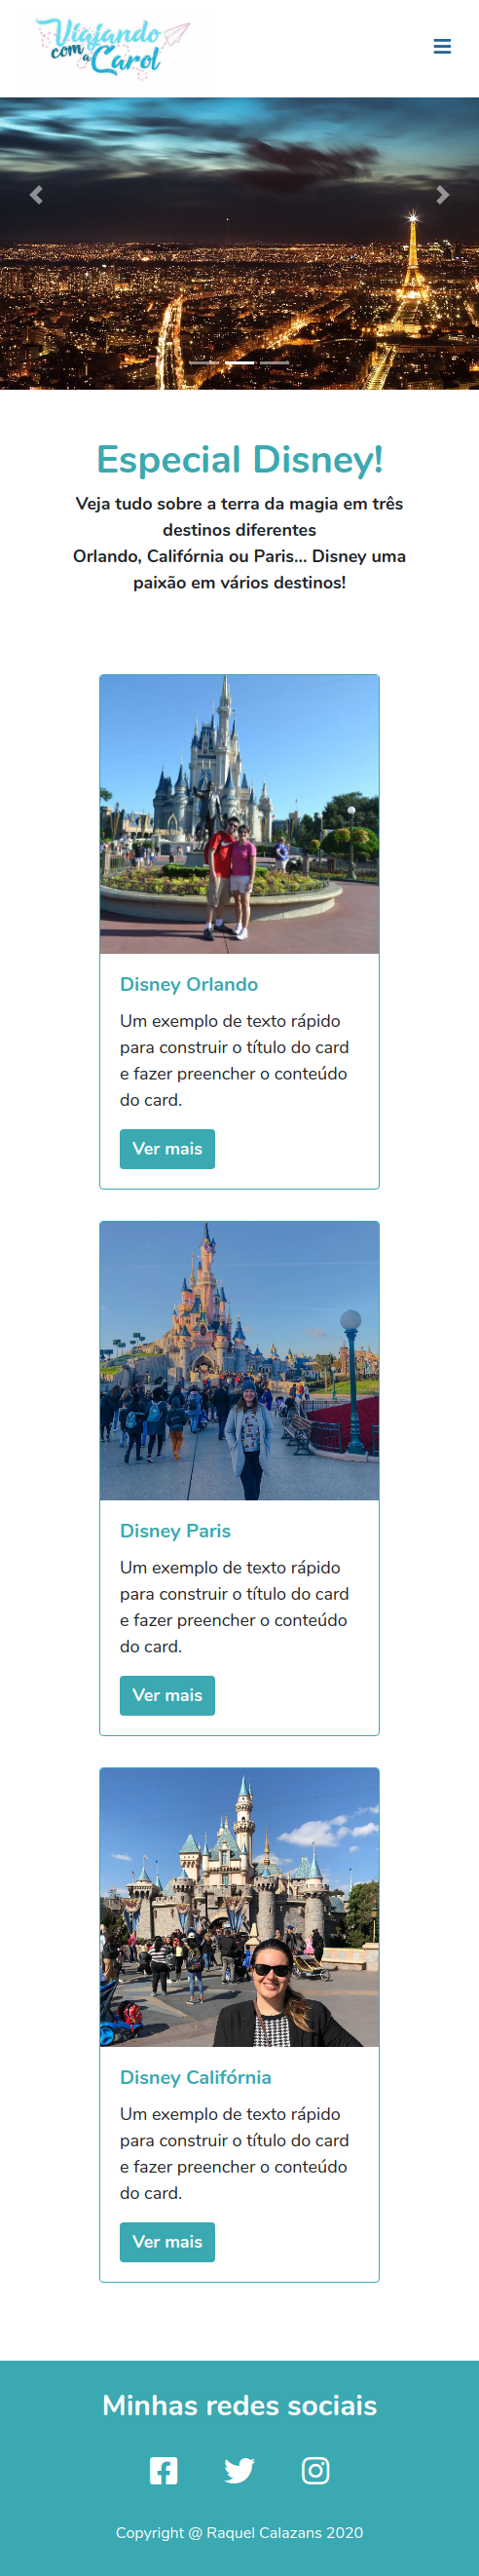 Viajando
com a
Carol
Especial Disney!
Veja tudo sobre a terra da magia em três
destinos diferentes
Orlando, Califórnia ou Paris... Disney uma
paixão em vários destinos!
Disney Orlando
Um exemplo de texto rápido
para construir o título do card
e fazer preencher o conteúdo
do card.
Ver mais
Disney Paris
Um exemplo de texto rápido
para construir o título do card
e fazer preencher o conteúdo
do card.
Ver mais
Disney Califórnia
Um exemplo de texto rápido
para construir o título do card
e fazer preencher o conteúdo
do card.
Ver mais
Minhas redes sociais
Copyright @ Raquel Calazans 2020